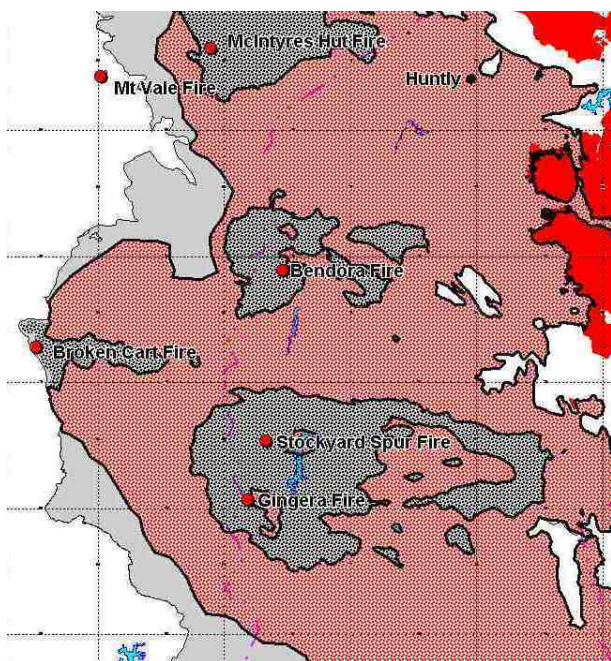 McIntyres Hut Fire
Huntly
Mt Vale Fire
Bendora Fire
Broken Cart Fire
Stockyard Spur Fire
Gingera Fire